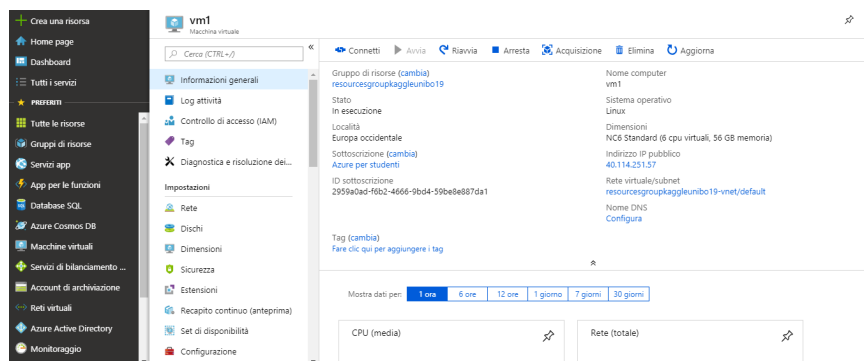 Crea una risorsa
Home page
Dashboard
Tutti i servizi
PREFERITI
Tutte le risorse
Gruppi di risorse
Servizi app
App per le funzioni
Database SQL
Azure Cosmos DB
Macchine virtuali
Servizi di bilanciamento ...
Account di archiviazione
Reti virtuali
Azure Active Directory
Monitoraggio
vm1
Macchina virtuale
Cerca (CTRL+/)
«
Informazioni generali
Log attività
Controllo di accesso (IAM)
Tag
Diagnostica e risoluzione dei...
Impostazioni
Rete
Dischi
Dimensioni
Sicurezza
Estensioni
Recapito continuo (anteprima)
Set di disponibilità
Configurazione
Connetti Avvia Riavvia Arresta Acquisizione Elimina Aggiorna
Gruppo di risorse (cambia)
resourcesgroupkaggleunibo19
Stato
In esecuzione
Località
Europa occidentale
Sottoscrizione (cambia)
Azure per studenti
ID sottoscrizione
2959a0ad-f6b2-4666-9bd4-59be8e887da1
Nome computer
vm1
Sistema operativo
Linux
Dimensioni
NC6 Standard (6 cpu virtuali, 56 GB memoria)
Indirizzo IP pubblico
40.114.251.57
Rete virtuale/subnet
resourcesgroupkaggleunibo19-vnet/default
Nome DNS
Configura
Tag (cambia)
Fare clic qui per aggiungere i tag
Mostra dati per: 1 ora 6 ore 12 ore 1 giorno 7 giorni 30 giorni
CPU (media)
Rete (totale)